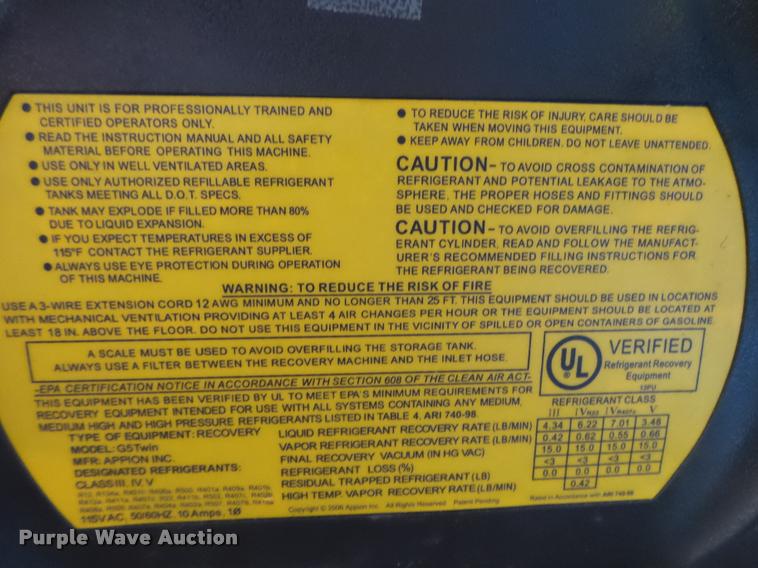 ● THIS UNIT IS FOR PROFESSIONALLY TRAINED AND
CERTIFIED OPERATORS ONLY.
● READ THE INSTRUCTION MANUAL AND ALL SAFETY
MATERIAL BEFORE OPERATING THIS MACHINE.
● USE ONLY IN WELL VENTILATED AREAS.
● USE ONLY AUTHORIZED REFILLABLE REFRIGERANT
TANKS MEETING ALL D.O.T. SPECS.
● TANK MAY EXPLODE IF FILLED MORE THAN 80%
DUE TO LIQUID EXPANSION.
● IF YOU EXPECT TEMPERATURES IN EXCESS OF
115°F CONTACT THE REFRIGERANT SUPPLIER.
● ALWAYS USE EYE PROTECTION DURING OPERATION
OF THIS MACHINE.
● TO REDUCE THE RISK OF INJURY, CARE SHOULD BE
TAKEN WHEN MOVING THIS EQUIPMENT.
● KEEP AWAY FROM CHILDREN. DO NOT LEAVE UNATTENDED.
CAUTION- TO AVOID CROSS CONTAMINATION OF
REFRIGERANT AND POTENTIAL LEAKAGE TO THE ATMO-
SPHERE, THE PROPER HOSES AND FITTINGS SHOULD
BE USED AND CHECKED FOR DAMAGE.
CAUTION- TO AVOID OVERFILLING THE REFRIG-
ERANT CYLINDER, READ AND FOLLOW THE MANUFACT-
URER'S RECOMMENDED FILLING INSTRUCTIONS FOR
THE REFRIGERANT BEING RECOVERED.
WARNING: TO REDUCE THE RISK OF FIRE
USE A 3-WIRE EXTENSION CORD 12 AWG MINIMUM AND NO LONGER THAN 25 FT. THIS EQUIPMENT SHOULD BE USED IN LOCATIONS
WITH MECHANICAL VENTILATION PROVIDING AT LEAST 4 AIR CHANGES PER HOUR OR THE EQUIPMENT SHOULD BE LOCATED AT
LEAST 18 IN. ABOVE THE FLOOR. DO NOT USE THIS EQUIPMENT IN THE VICINITY OF SPILLED OR OPEN CONTAINERS OF GASOLINE.
A SCALE MUST BE USED TO AVOID OVERFILLING THE STORAGE TANK.
ALWAYS USE A FILTER BETWEEN THE RECOVERY MACHINE AND THE INLET HOSE.
UL ®
VERIFIED
Refrigerant Recovery
Equipment
13PU
-EPA CERTIFICATION NOTICE IN ACCORDANCE WITH SECTION 608 OF THE CLEAN AIR ACT-
THIS EQUIPMENT HAS BEEN VERIFIED BY UL TO MEET EPA'S MINIMUM REQUIREMENTS FOR
RECOVERY EQUIPMENT INTENDED FOR USE WITH ALL SYSTEMS CONTAINING ANY MEDIUM,
MEDIUM HIGH AND HIGH PRESSURE REFRIGERANTS LISTED IN TABLE 4, ARI 740-98.
TYPE OF EQUIPMENT: RECOVERY
MODEL: G5Twin
MFR: APPION INC.
DESIGNATED REFRIGERANTS:
CLASS III, IV, V
115V AC, 50/60HZ, 10 Amps, 1Ø
REFRIGERANT CLASS
III IV R22 IV R407c V
LIQUID REFRIGERANT RECOVERY RATE (LB/MIN) 4.34 6.22 7.01 3.48
VAPOR REFRIGERANT RECOVERY RATE (LB/MIN) 0.42 0.62 0.55 0.66
FINAL RECOVERY VACUUM (IN HG VAC) 15.0 15.0 15.0 15.0
REFRIGERANT LOSS (%) <3 <3 <3 <3
RESIDUAL TRAPPED REFRIGERANT (LB) 0.0 0.0 0.0 0.0
HIGH TEMP. VAPOR RECOVERY RATE (LB/MIN) 0.42
Copyright © 2006 Appion Inc. All Rights Reserved Patent Pending
Rated in Accordance with ARI 740-98
Purple Wave Auction